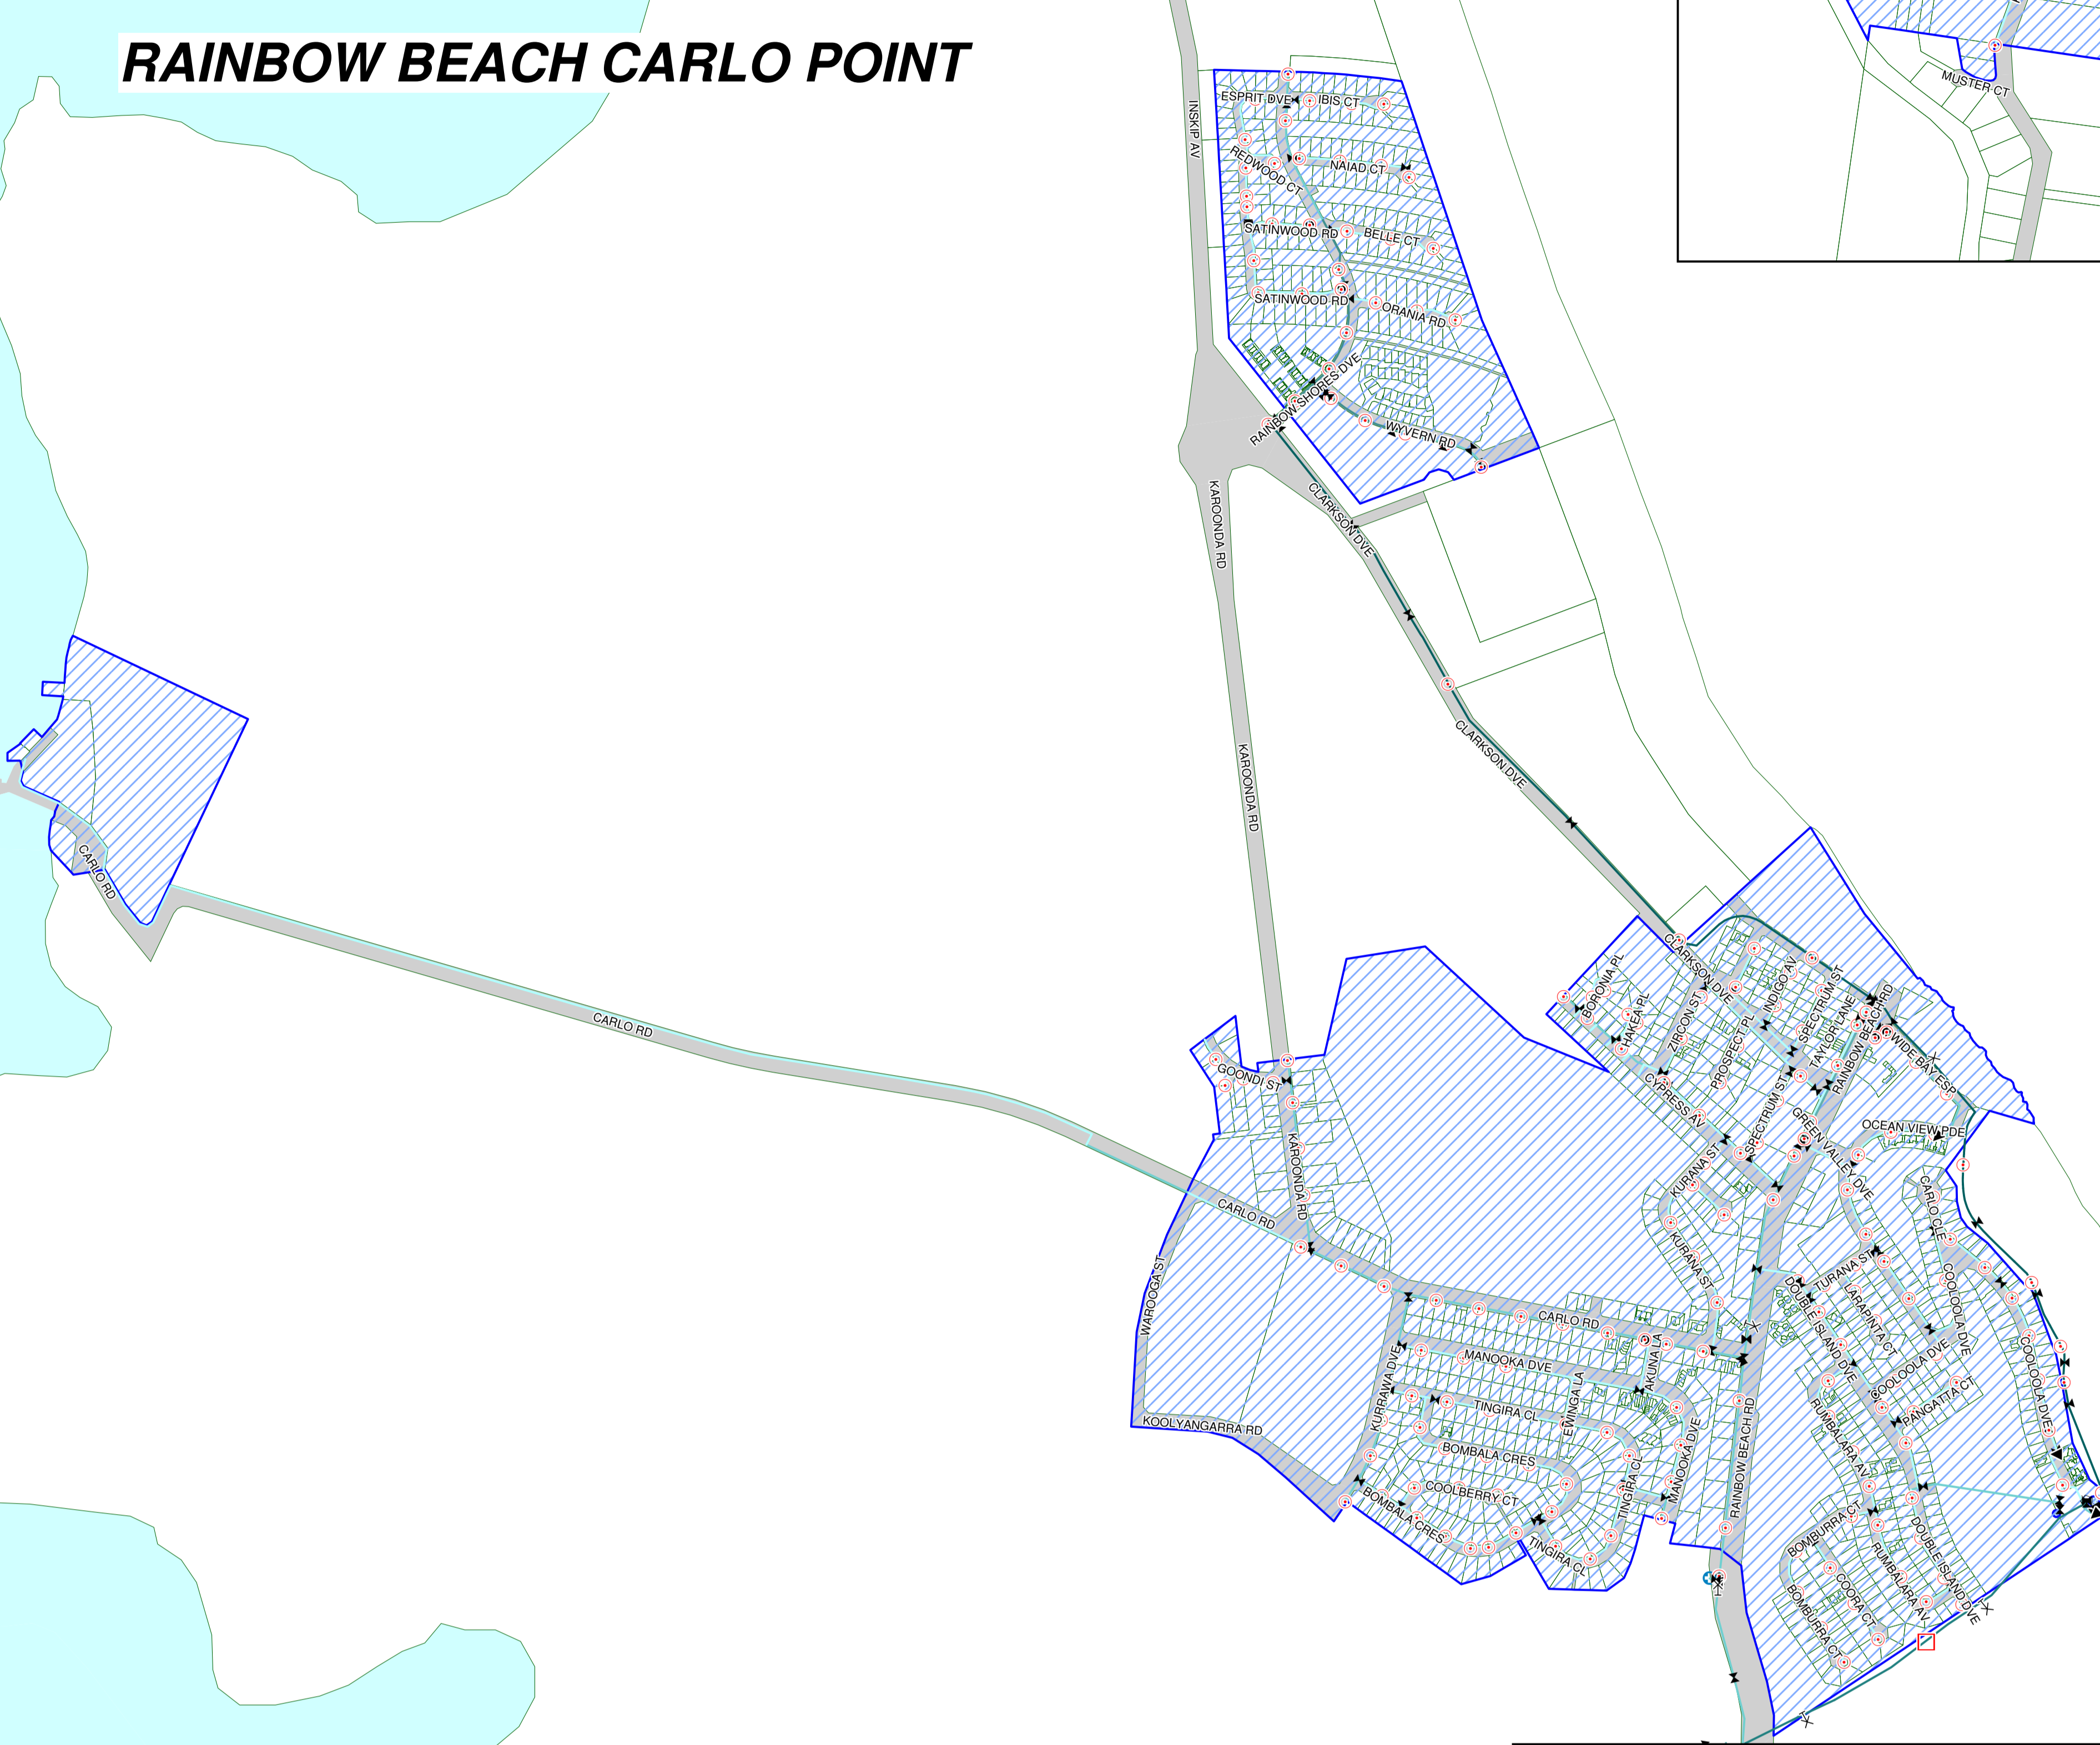 RAINBOW BEACH CARLO POINT
MUSTER CT
INSKIP AV
ESPRIT DVE
IBIS CT
REDWOOD CT
NAIAD CT
SATINWOOD RD
BELLE CT
SATINWOOD RD
ORANIA RD
RAINBOW SHORES DVE
WYVERN RD
KAROONDA RD
CLARKSON DVE
KAROONDA RD
CLARKSON DVE
CARLO RD
CARLO RD
CLARKSON DVE
BORONIA PL
HAKEA PL
ZIRCON ST
INDIGO AV
SPECTRUM ST
PROSPECT PL
TAYLOR LANE
RAINBOW BEACH RD
WIDE BAY ESP
GOONDI ST
CYPRESS AV
SPECTRUM ST
GREEN VALLEY DVE
OCEAN VIEW PDE
KAROONDA RD
KURANA ST
CARLO CL
CARLO RD
KURANA ST
WAROOGA ST
TURANA ST
DOUBLE ISLAND DVE
LARAPINTA CT
COOLOOLA DVE
CARLO RD
MANOOKA DVE
AKUNA LA
KURRAWA DVE
COOLOOLA DVE
COOLOOLA DVE
PANGATTA CT
TINGIRA CL
EWINGA LA
RUMBALARA AV
KOOLYANGARRA RD
BOMBALA CRES
MANOOKA DVE
RAINBOW BEACH RD
TINGIRA CL
COOLBERRY CT
BOMBALA CRES
TINGIRA CL
BOMBURRA CT
DOUBLE ISLAND DVE
RUMBALARA AV
COORA CT
BOMBURRA CT